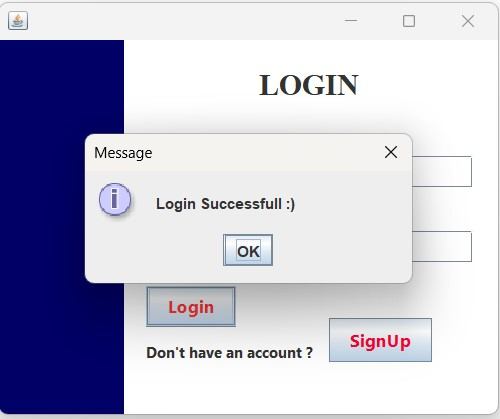 LOGIN
Message
Login Successfull :)
OK
Login
Don't have an account ?
SignUp